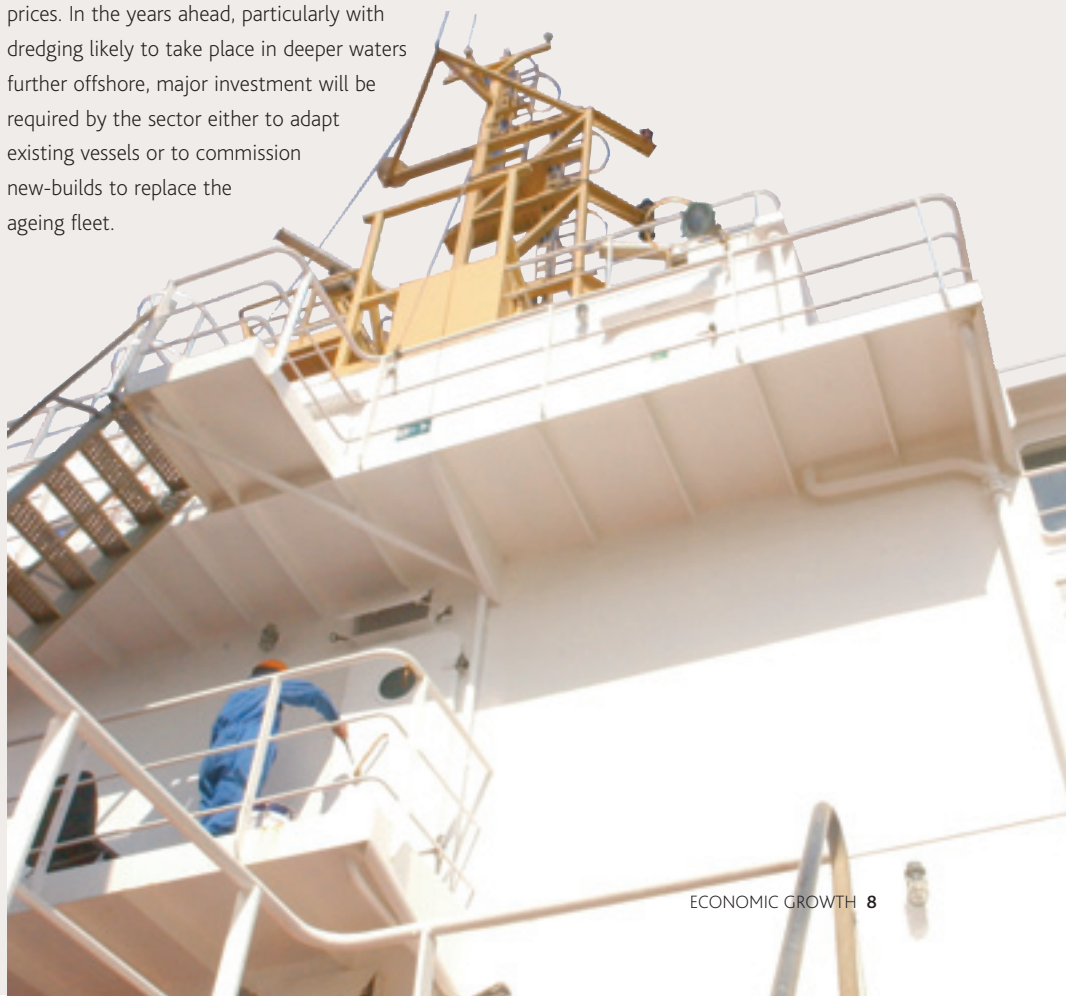 prices. In the years ahead, particularly with
dredging likely to take place in deeper waters
further offshore, major investment will be
required by the sector either to adapt
existing vessels or to commission
new-builds to replace the
ageing fleet.
ECONOMIC GROWTH 8